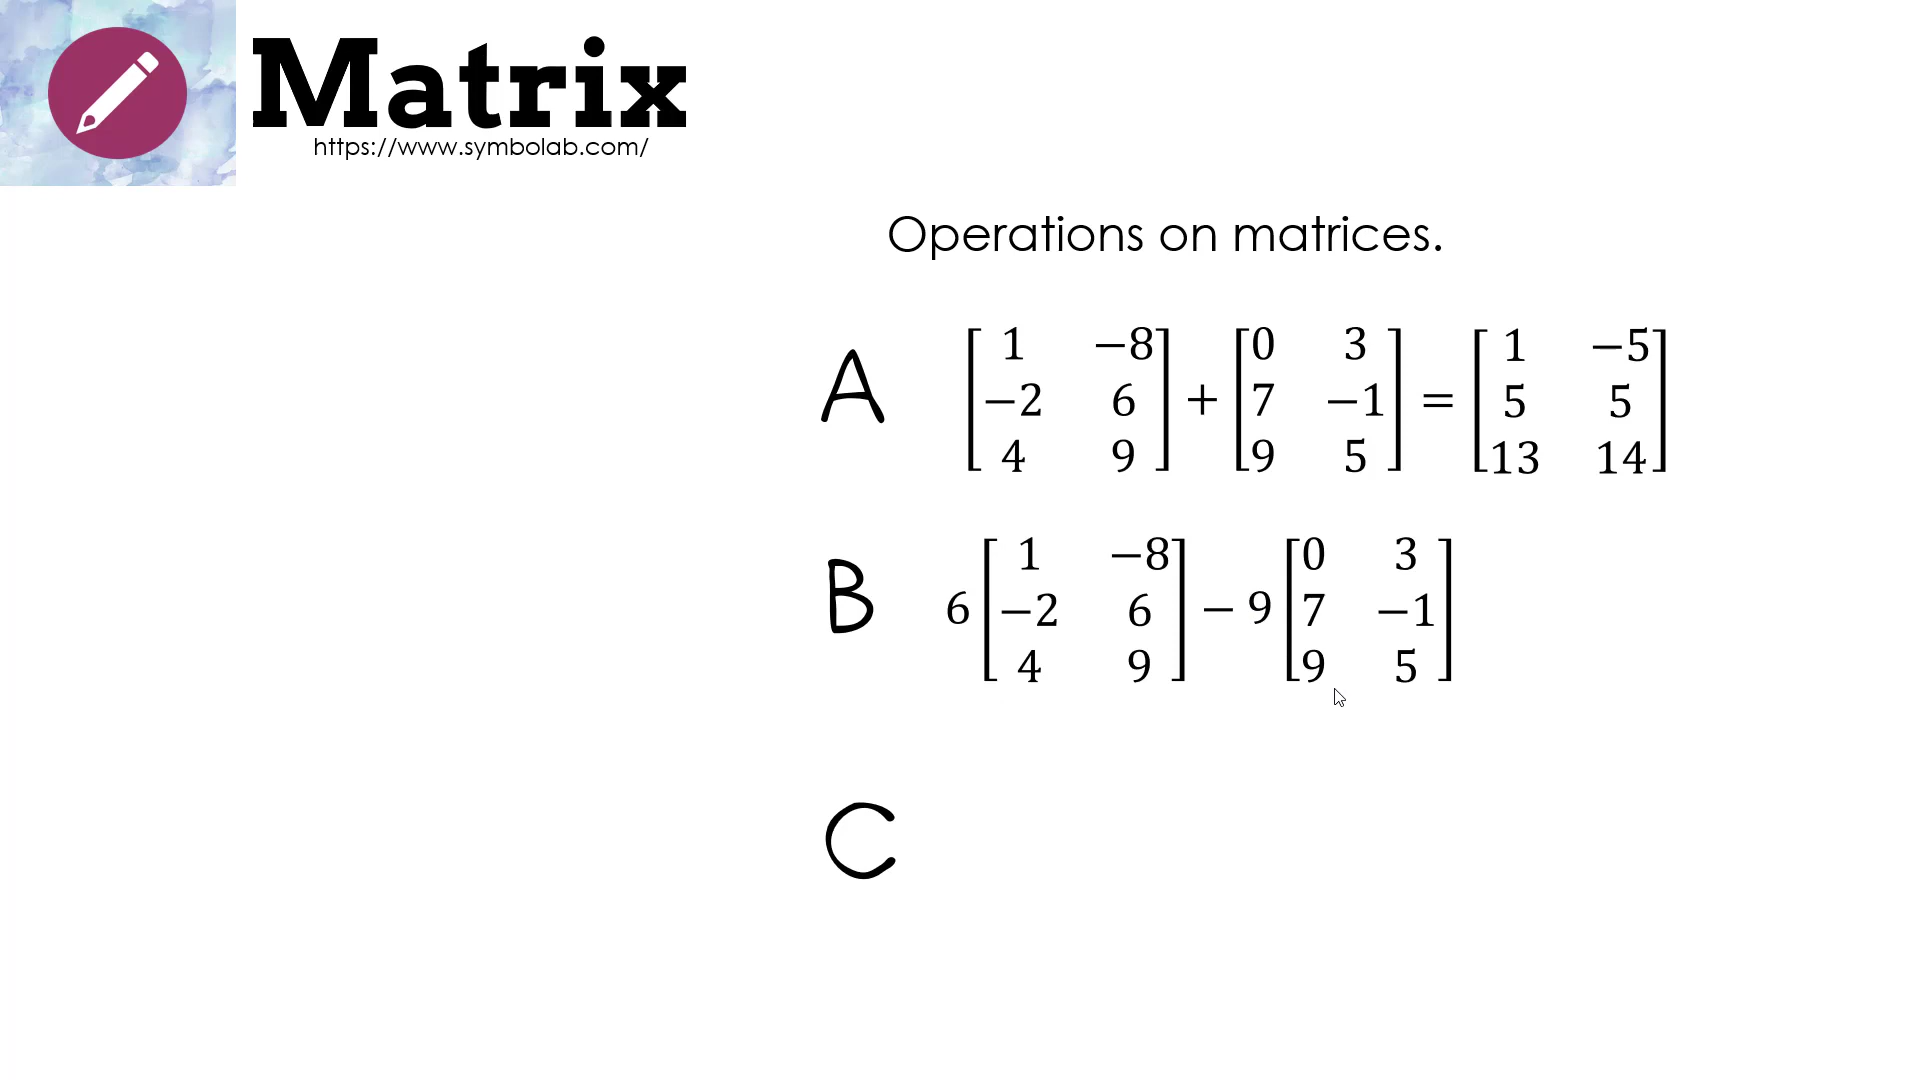 Matrix
https://www.symbolab.com/
Operations on matrices.
A [1 −8; −2 6; 4 9] + [0 3; 7 −1; 9 5] = [1 −5; 5 5; 13 14]
B 6[1 −8; −2 6; 4 9] − 9[0 3; 7 −1; 9 5]
C